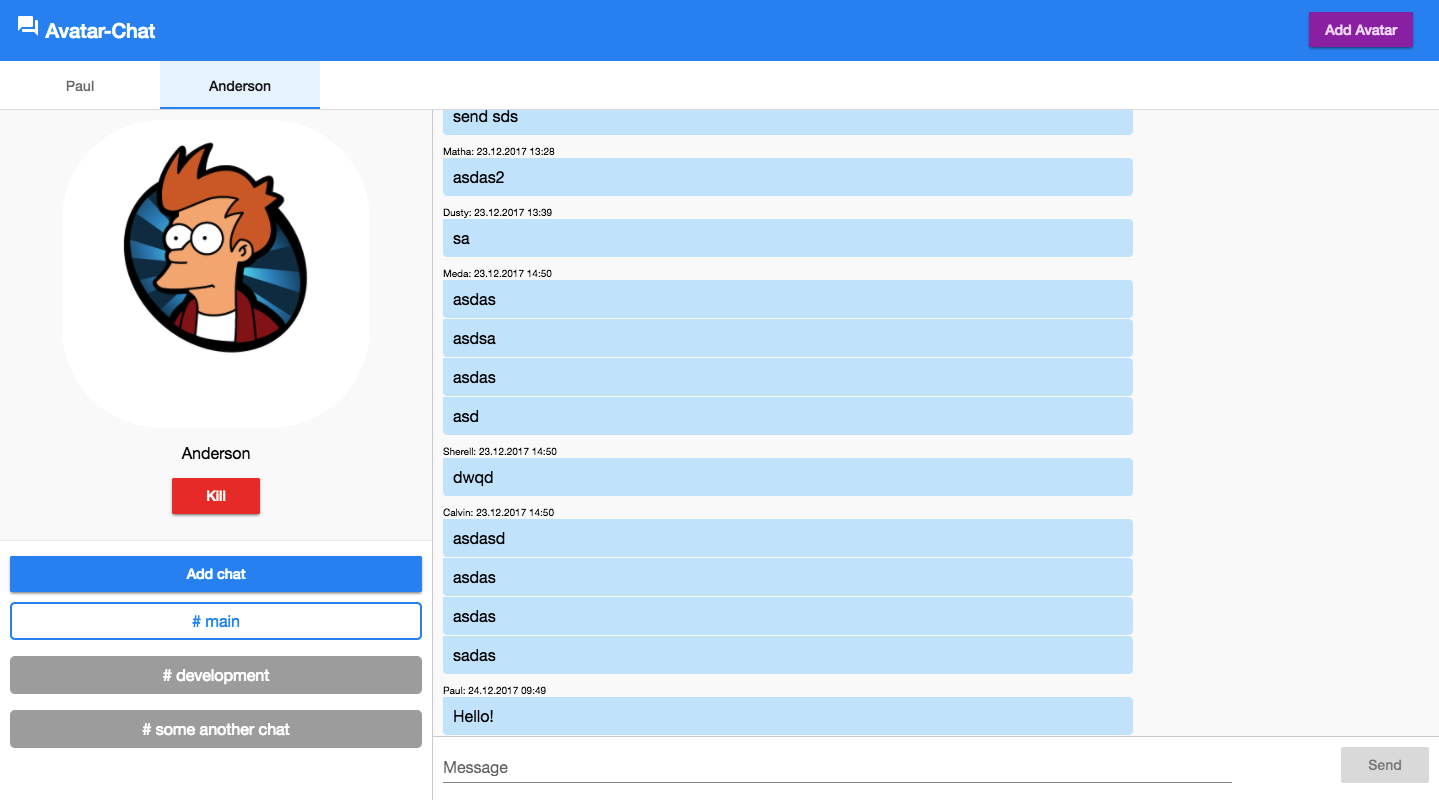 Avatar-Chat
Add Avatar
Paul
Anderson
Anderson
Kill
Add chat
# main
# development
# some another chat
send sds
Matha: 23.12.2017 13:28
asdas2
Dusty: 23.12.2017 13:39
sa
Meda: 23.12.2017 14:50
asdas
asdsa
asdas
asd
Sherell: 23.12.2017 14:50
dwqd
Calvin: 23.12.2017 14:50
asdasd
asdas
asdas
sadas
Paul: 24.12.2017 09:49
Hello!
Message
Send